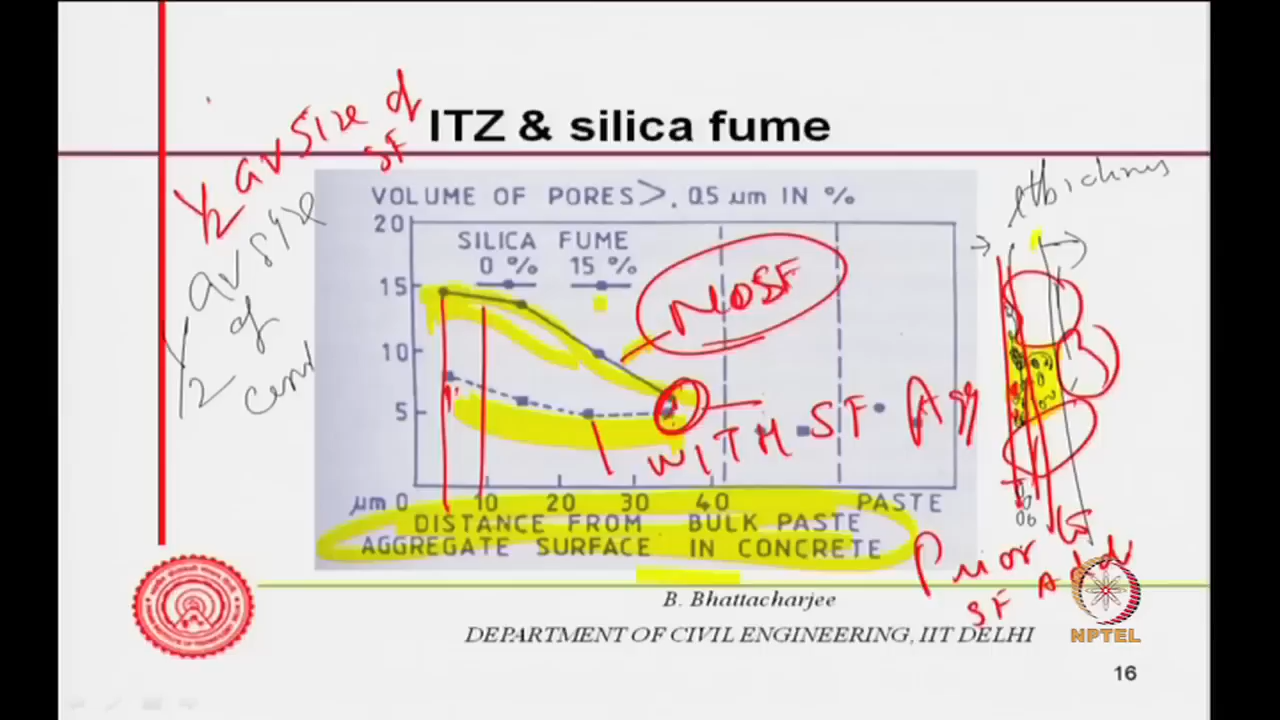 ITZ & silica fume
1/2 av size of
SF
1/2 av size
of
cem
thickness
VOLUME OF PORES >, 0.5 µm IN %
20
SILICA FUME
0 % 15 %
15
10
5
NO SF
WITH SF Agg
µm 0 10 20 30 40 PASTE
DISTANCE FROM BULK PASTE
AGGREGATE SURFACE IN CONCRETE
Prior
SF Add
B. Bhattacharjee
DEPARTMENT OF CIVIL ENGINEERING, IIT DELHI
NPTEL
16